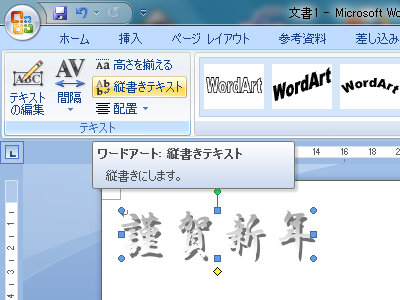 文書1 - Microsoft Word
ホーム 挿入 ページ レイアウト 参考資料 差し込み
テキストの編集
AV 間隔
高さを揃える
縦書きテキスト
配置
テキスト
WordArt WordArt WordArt
ワードアート: 縦書きテキスト
縦書きにします。
14 16 18
謹賀新年